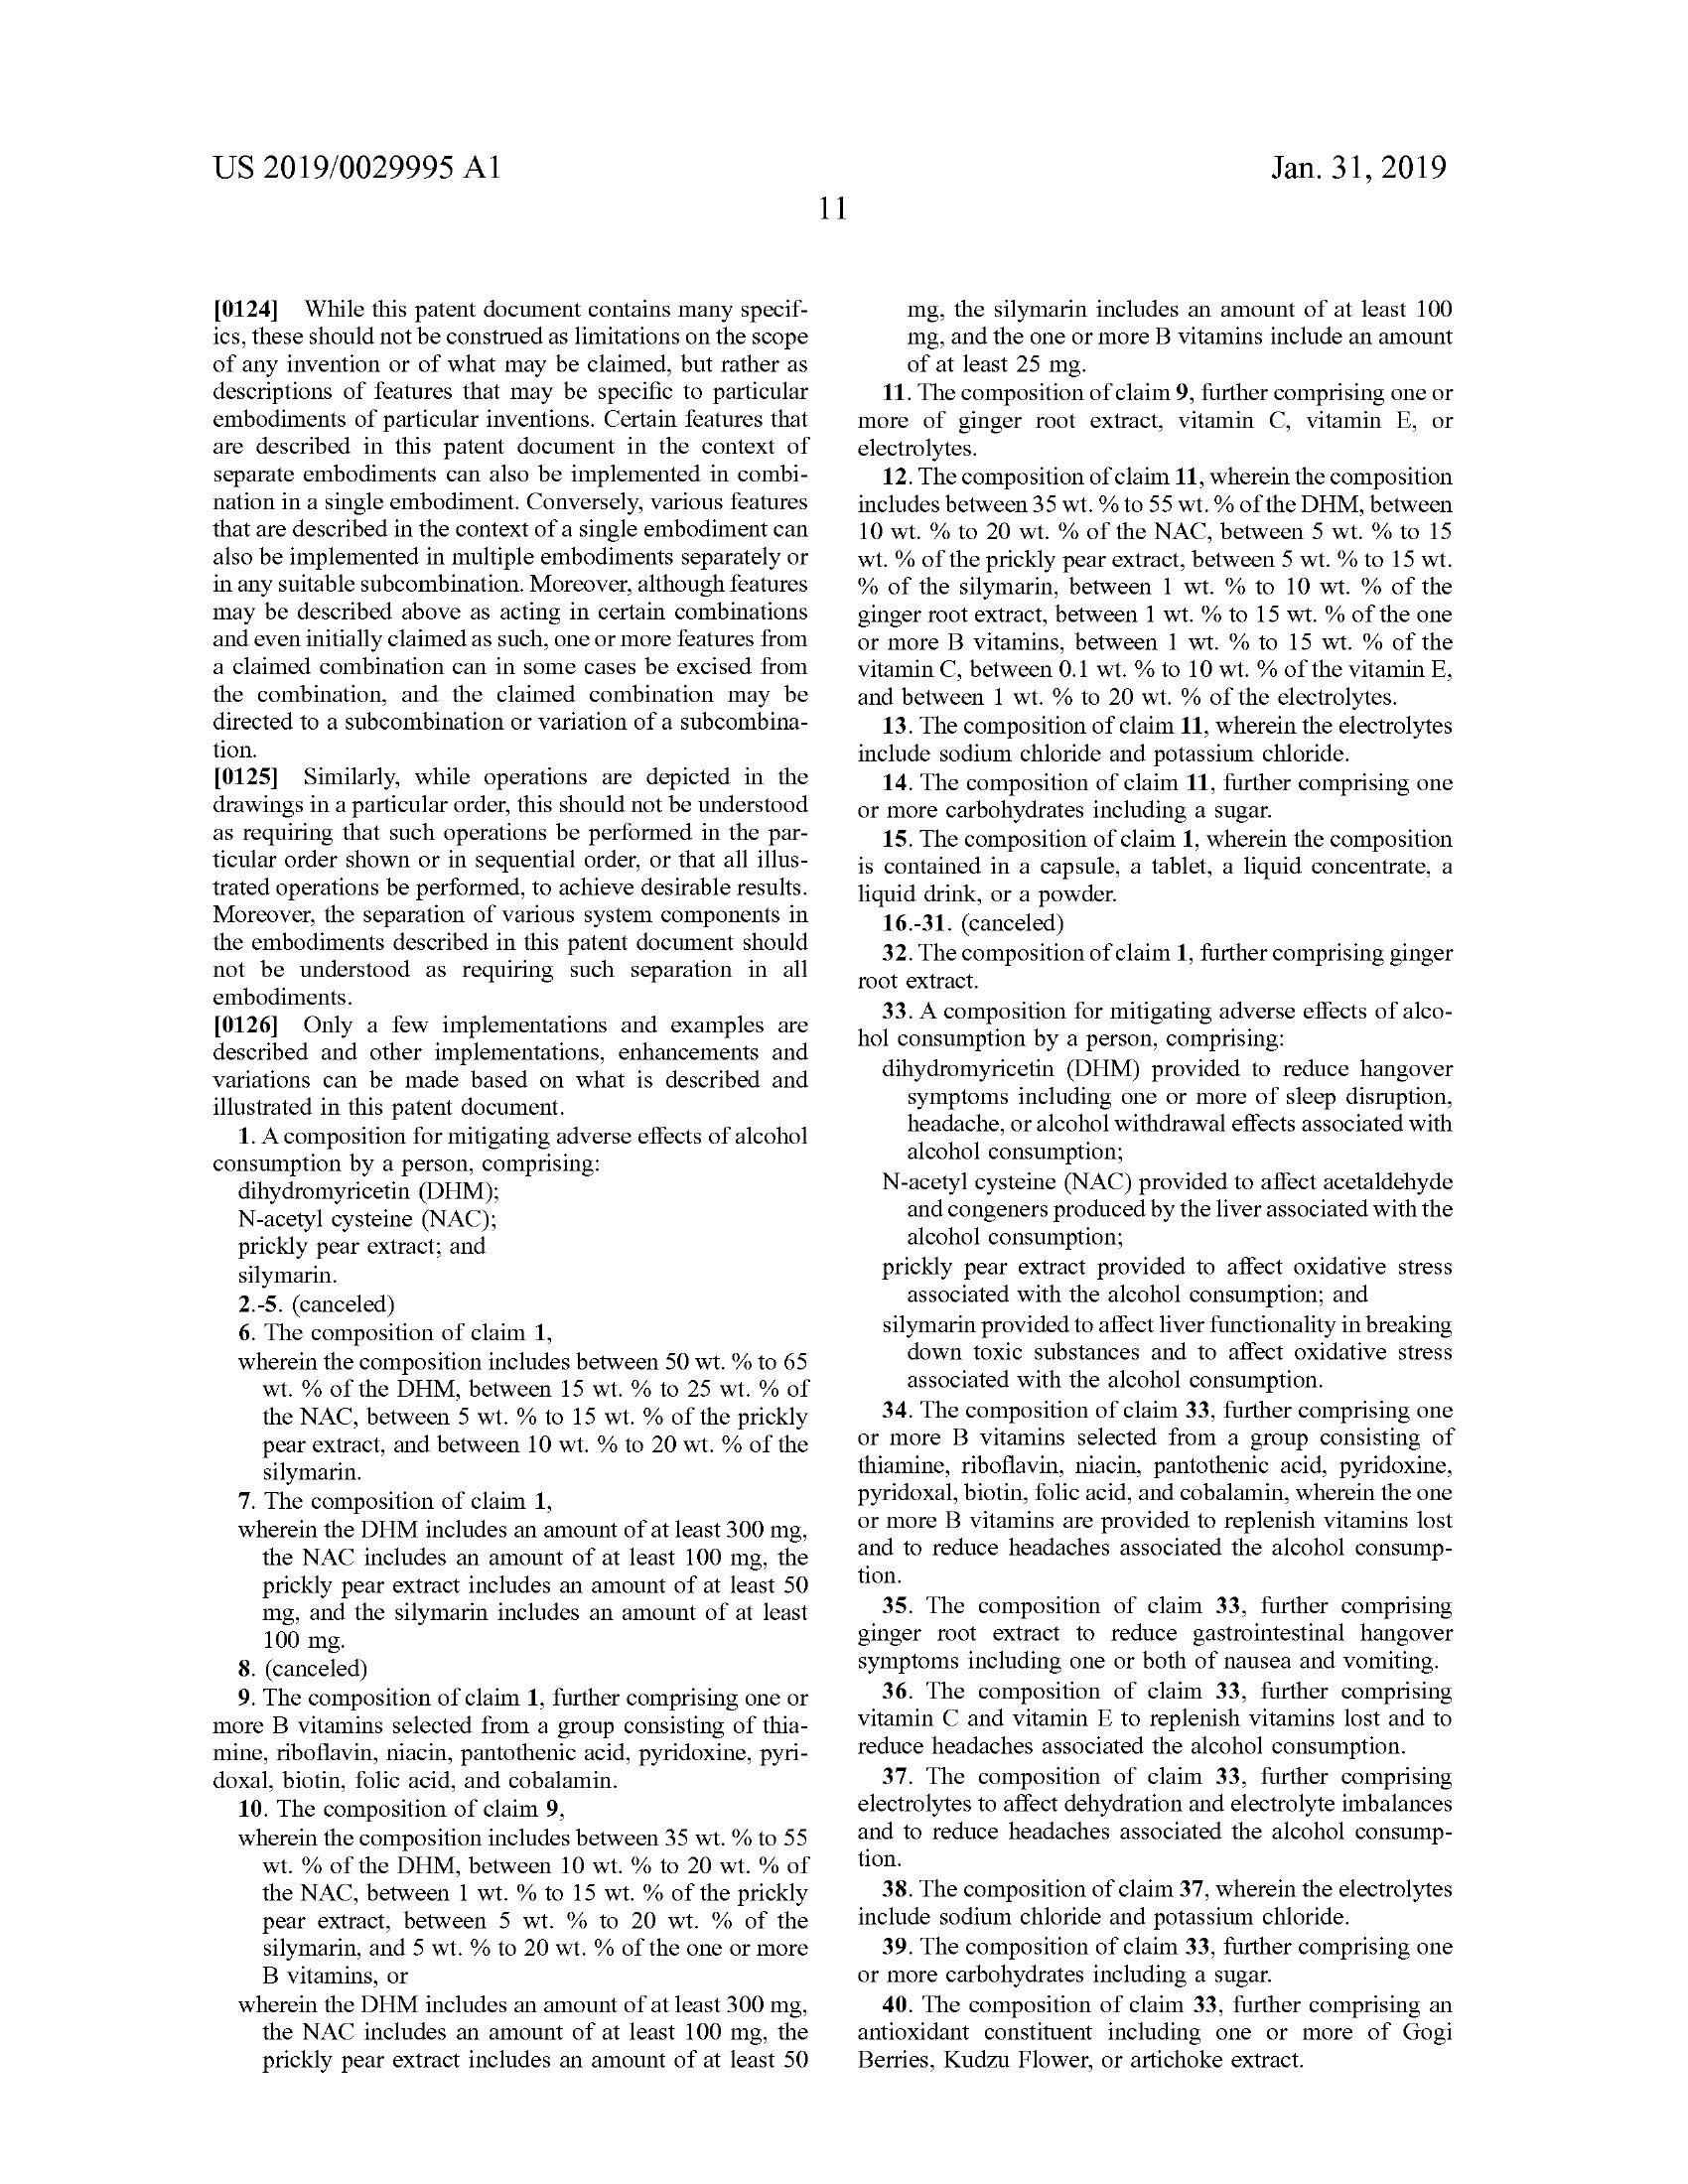 US 2019/0029995 A1
Jan. 31, 2019
11
[0124] While this patent document contains many specif-
ics, these should not be construed as limitations on the scope
of any invention or of what may be claimed, but rather as
descriptions of features that may be specific to particular
embodiments of particular inventions. Certain features that
are described in this patent document in the context of
separate embodiments can also be implemented in combi-
nation in a single embodiment. Conversely, various features
that are described in the context of a single embodiment can
also be implemented in multiple embodiments separately or
in any suitable subcombination. Moreover, although features
may be described above as acting in certain combinations
and even initially claimed as such, one or more features from
a claimed combination can in some cases be excised from
the combination, and the claimed combination may be
directed to a subcombination or variation of a subcombina-
tion.
[0125] Similarly, while operations are depicted in the
drawings in a particular order, this should not be understood
as requiring that such operations be performed in the par-
ticular order shown or in sequential order, or that all illus-
trated operations be performed, to achieve desirable results.
Moreover, the separation of various system components in
the embodiments described in this patent document should
not be understood as requiring such separation in all
embodiments.
[0126] Only a few implementations and examples are
described and other implementations, enhancements and
variations can be made based on what is described and
illustrated in this patent document.
1. A composition for mitigating adverse effects of alcohol
consumption by a person, comprising:
dihydromyricetin (DHM);
N-acetyl cysteine (NAC);
prickly pear extract; and
silymarin.
2.-5. (canceled)
6. The composition of claim 1,
wherein the composition includes between 50 wt. % to 65
wt. % of the DHM, between 15 wt. % to 25 wt. % of
the NAC, between 5 wt. % to 15 wt. % of the prickly
pear extract, and between 10 wt. % to 20 wt. % of the
silymarin.
7. The composition of claim 1,
wherein the DHM includes an amount of at least 300 mg,
the NAC includes an amount of at least 100 mg, the
prickly pear extract includes an amount of at least 50
mg, and the silymarin includes an amount of at least
100 mg.
8. (canceled)
9. The composition of claim 1, further comprising one or
more B vitamins selected from a group consisting of thia-
mine, riboflavin, niacin, pantothenic acid, pyridoxine, pyri-
doxal, biotin, folic acid, and cobalamin.
10. The composition of claim 9,
wherein the composition includes between 35 wt. % to 55
wt. % of the DHM, between 10 wt. % to 20 wt. % of
the NAC, between 1 wt. % to 15 wt. % of the prickly
pear extract, between 5 wt. % to 20 wt. % of the
silymarin, and 5 wt. % to 20 wt. % of the one or more
B vitamins, or
wherein the DHM includes an amount of at least 300 mg,
the NAC includes an amount of at least 100 mg, the
prickly pear extract includes an amount of at least 50
mg, the silymarin includes an amount of at least 100
mg, and the one or more B vitamins include an amount
of at least 25 mg.
11. The composition of claim 9, further comprising one or
more of ginger root extract, vitamin C, vitamin E, or
electrolytes.
12. The composition of claim 11, wherein the composition
includes between 35 wt. % to 55 wt. % of the DHM, between
10 wt. % to 20 wt. % of the NAC, between 5 wt. % to 15
wt. % of the prickly pear extract, between 5 wt. % to 15 wt.
% of the silymarin, between 1 wt. % to 10 wt. % of the
ginger root extract, between 1 wt. % to 15 wt. % of the one
or more B vitamins, between 1 wt. % to 15 wt. % of the
vitamin C, between 0.1 wt. % to 10 wt. % of the vitamin E,
and between 1 wt. % to 20 wt. % of the electrolytes.
13. The composition of claim 11, wherein the electrolytes
include sodium chloride and potassium chloride.
14. The composition of claim 11, further comprising one
or more carbohydrates including a sugar.
15. The composition of claim 1, wherein the composition
is contained in a capsule, a tablet, a liquid concentrate, a
liquid drink, or a powder.
16.-31. (canceled)
32. The composition of claim 1, further comprising ginger
root extract.
33. A composition for mitigating adverse effects of alco-
hol consumption by a person, comprising:
dihydromyricetin (DHM) provided to reduce hangover
symptoms including one or more of sleep disruption,
headache, or alcohol withdrawal effects associated with
alcohol consumption;
N-acetyl cysteine (NAC) provided to affect acetaldehyde
and congeners produced by the liver associated with the
alcohol consumption;
prickly pear extract provided to affect oxidative stress
associated with the alcohol consumption; and
silymarin provided to affect liver functionality in breaking
down toxic substances and to affect oxidative stress
associated with the alcohol consumption.
34. The composition of claim 33, further comprising one
or more B vitamins selected from a group consisting of
thiamine, riboflavin, niacin, pantothenic acid, pyridoxine,
pyridoxal, biotin, folic acid, and cobalamin, wherein the one
or more B vitamins are provided to replenish vitamins lost
and to reduce headaches associated the alcohol consump-
tion.
35. The composition of claim 33, further comprising
ginger root extract to reduce gastrointestinal hangover
symptoms including one or both of nausea and vomiting.
36. The composition of claim 33, further comprising
vitamin C and vitamin E to replenish vitamins lost and to
reduce headaches associated the alcohol consumption.
37. The composition of claim 33, further comprising
electrolytes to affect dehydration and electrolyte imbalances
and to reduce headaches associated the alcohol consump-
tion.
38. The composition of claim 37, wherein the electrolytes
include sodium chloride and potassium chloride.
39. The composition of claim 33, further comprising one
or more carbohydrates including a sugar.
40. The composition of claim 33, further comprising an
antioxidant constituent including one or more of Gogi
Berries, Kudzu Flower, or artichoke extract.